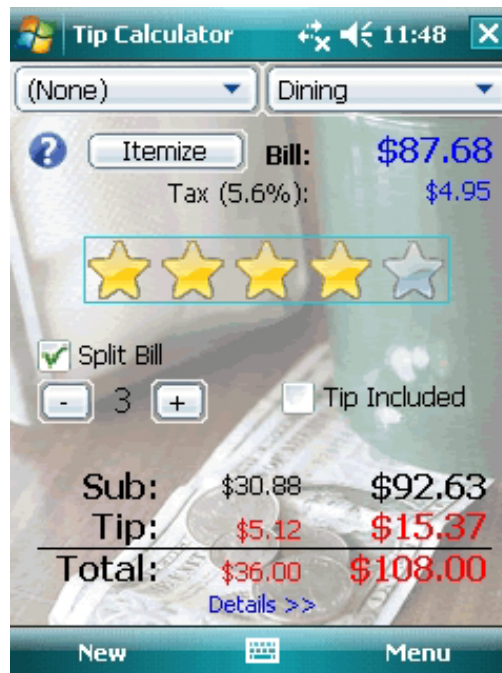 Tip Calculator 11:48
(None) Dining
Itemize Bill: $87.68
Tax (5.6%): $4.95
Split Bill
- 3 + Tip Included
Sub: $30.88 $92.63
Tip: $5.12 $15.37
Total: $36.00 $108.00
Details >>
New Menu